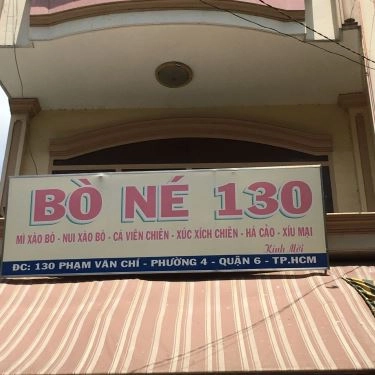 BÒ NÉ 130
MÌ XÀO BÒ - NUI XÀO BÒ - CÁ VIÊN CHIÊN - XÚC XÍCH CHIÊN - HÁ CẢO - XÍU MẠI
Kính Mời
ĐC: 130 PHẠM VĂN CHÍ - PHƯỜNG 4 - QUẬN 6 - TP.HCM